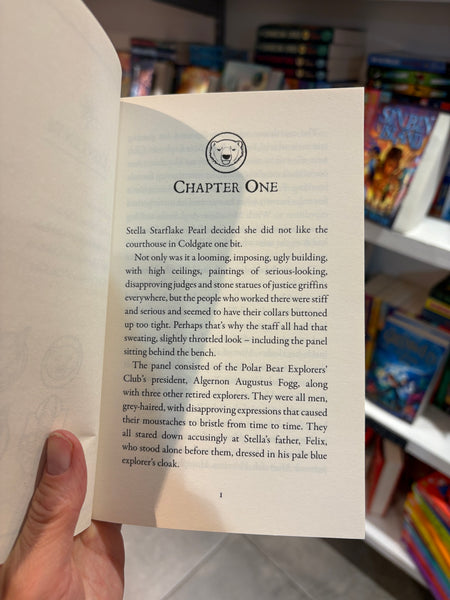 CHAPTER ONE
Stella Starflake Pearl decided she did not like the
courthouse in Coldgate one bit.
Not only was it a looming, imposing, ugly building,
with high ceilings, paintings of serious-looking,
disapproving judges and stone statues of justice griffins
everywhere, but the people who worked there were stiff
and serious and seemed to have their collars buttoned
up too tight. Perhaps that’s why the staff all had that
sweating, slightly throttled look – including the panel
sitting behind the bench.
The panel consisted of the Polar Bear Explorers’
Club’s president, Algernon Augustus Fogg, along
with three other retired explorers. They were all men,
grey-haired, with disapproving expressions that caused
their moustaches to bristle from time to time. They
all stared down accusingly at Stella’s father, Felix,
who stood alone before them, dressed in his pale blue
explorer’s cloak.
1